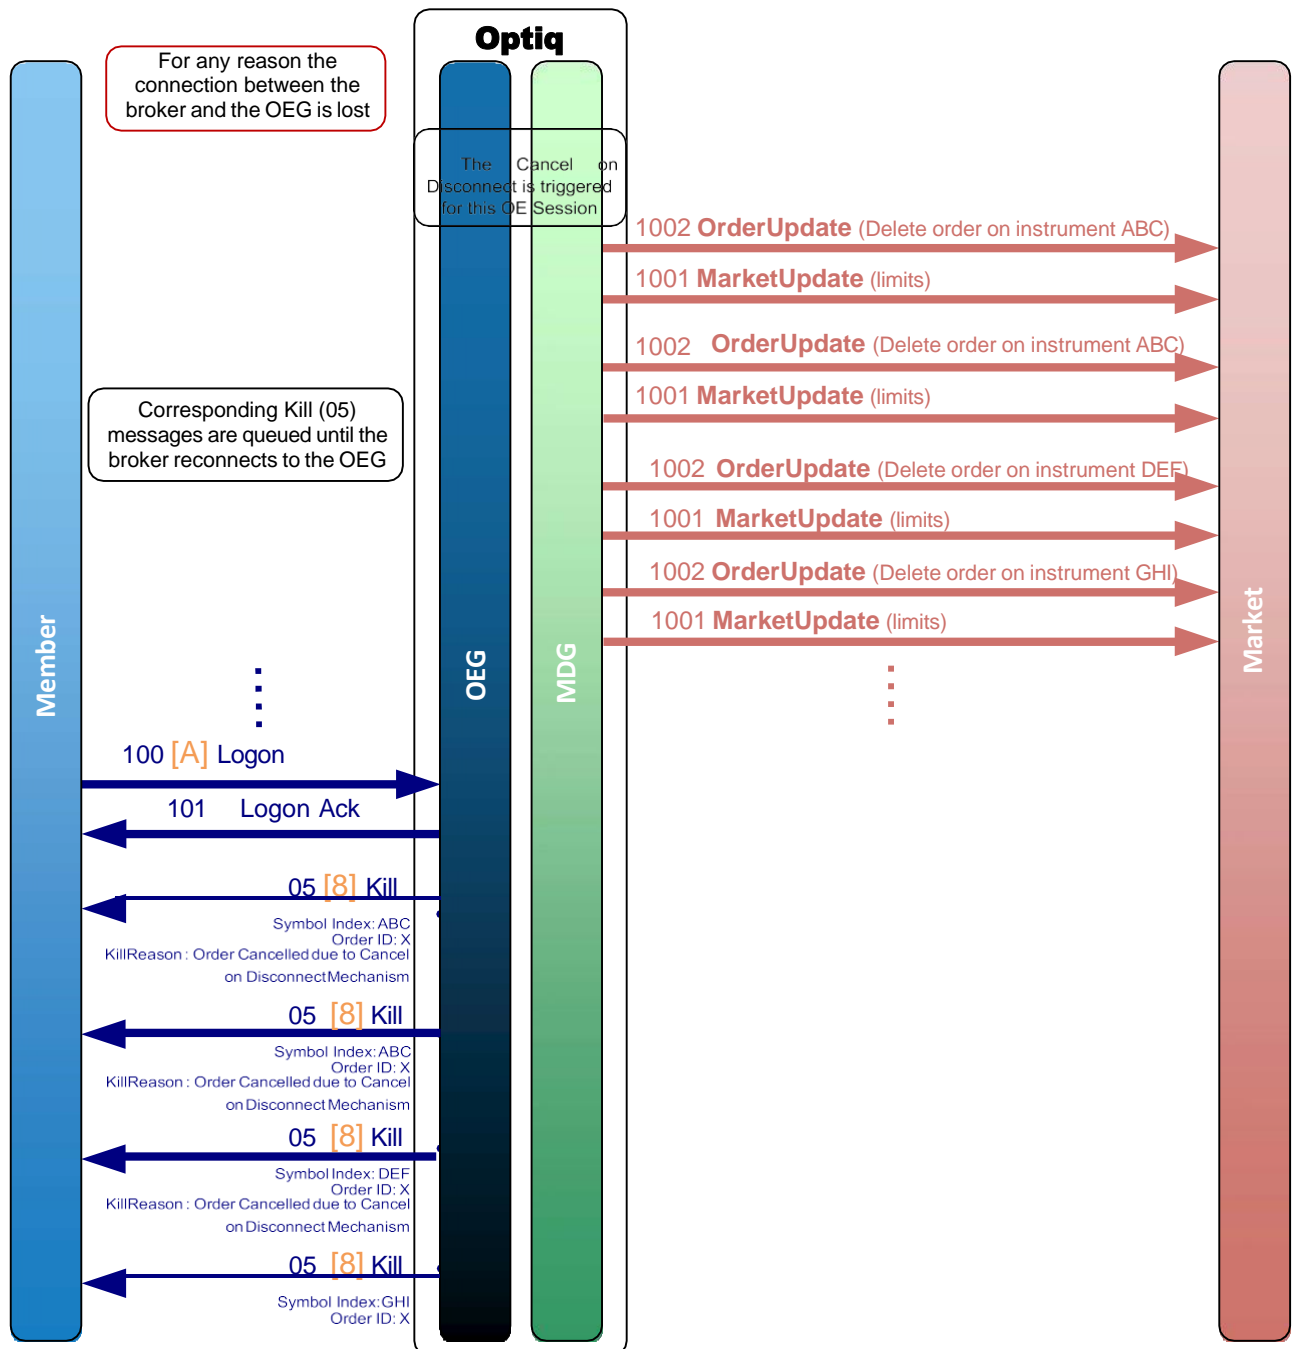 Optiq
For any reason the
connection between the
broker and the OEG is lost
The Cancel on
Disconnect is triggered
for this OE Session
1002 OrderUpdate (Delete order on instrument ABC)
1001 MarketUpdate (limits)
1002 OrderUpdate (Delete order on instrument ABC)
1001 MarketUpdate (limits)
Corresponding Kill (05)
messages are queued until the
broker reconnects to the OEG
1002 OrderUpdate (Delete order on instrument DEF)
1001 MarketUpdate (limits)
1002 OrderUpdate (Delete order on instrument GHI)
1001 MarketUpdate (limits)
Member
OEG
MDG
Market
100 [A] Logon
101 Logon Ack
05 [8] Kill
Symbol Index: ABC
Order ID: X
KillReason : Order Cancelled due to Cancel
on Disconnect Mechanism
05 [8] Kill
Symbol Index: ABC
Order ID: X
KillReason : Order Cancelled due to Cancel
on Disconnect Mechanism
05 [8] Kill
Symbol Index: DEF
Order ID: X
KillReason : Order Cancelled due to Cancel
on Disconnect Mechanism
05 [8] Kill
Symbol Index: GHI
Order ID: X